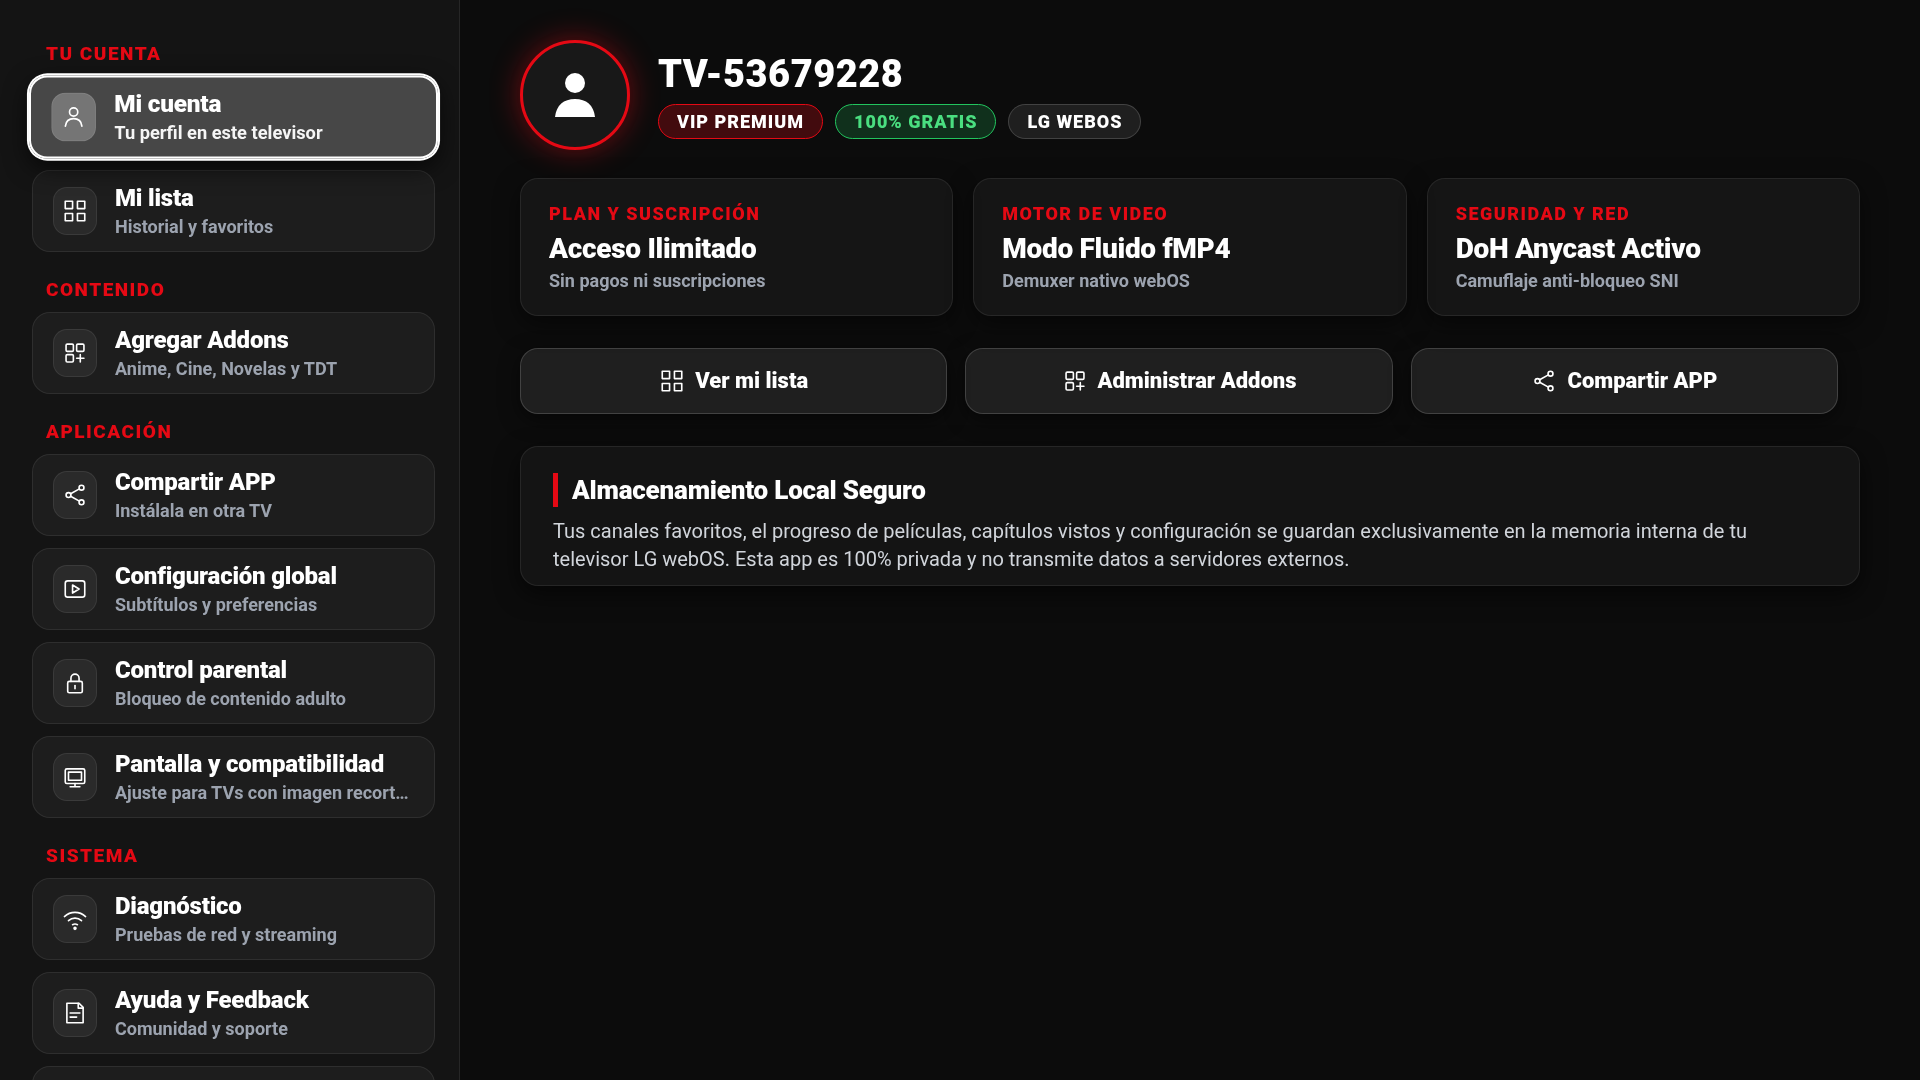 TU CUENTA
Mi cuenta
Tu perfil en este televisor
Mi lista
Historial y favoritos
CONTENIDO
Agregar Addons
Anime, Cine, Novelas y TDT
APLICACIÓN
Compartir APP
Instálala en otra TV
Configuración global
Subtítulos y preferencias
Control parental
Bloqueo de contenido adulto
Pantalla y compatibilidad
Ajuste para TVs con imagen recort...
SISTEMA
Diagnóstico
Pruebas de red y streaming
Ayuda y Feedback
Comunidad y soporte
TV-53679228
VIP PREMIUM
100% GRATIS
LG WEBOS
PLAN Y SUSCRIPCIÓN
Acceso Ilimitado
Sin pagos ni suscripciones
MOTOR DE VIDEO
Modo Fluido fMP4
Demuxer nativo webOS
SEGURIDAD Y RED
DoH Anycast Activo
Camuflaje anti-bloqueo SNI
Ver mi lista
Administrar Addons
Compartir APP
Almacenamiento Local Seguro
Tus canales favoritos, el progreso de películas, capítulos vistos y configuración se guardan exclusivamente en la memoria interna de tu
televisor LG webOS. Esta app es 100% privada y no transmite datos a servidores externos.